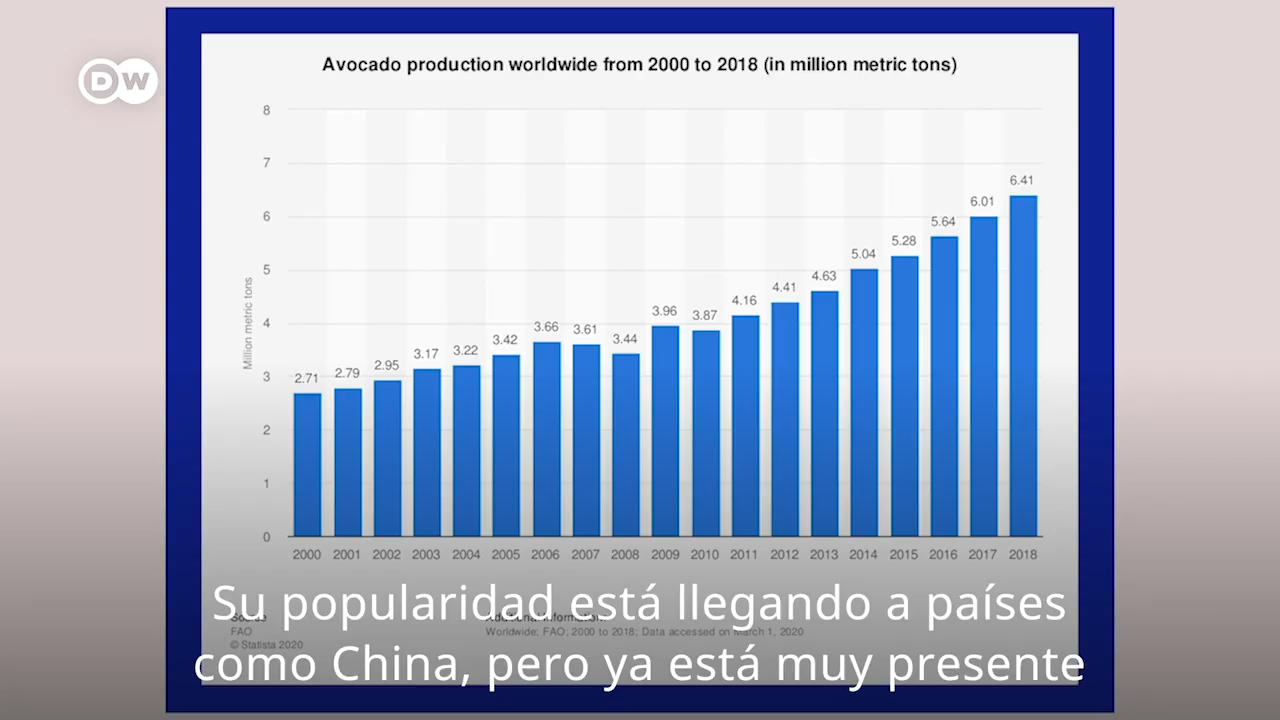 DW
Avocado production worldwide from 2000 to 2018 (in million metric tons)
Million metric tons
8
7
6
5
4
3
2
1
0
2.71
2.79
2.95
3.17
3.22
3.42
3.66
3.61
3.44
3.96
3.87
4.16
4.41
4.63
5.04
5.28
5.64
6.01
6.41
2000 2001 2002 2003 2004 2005 2006 2007 2008 2009 2010 2011 2012 2013 2014 2015 2016 2017 2018
Source
FAO
© Statista 2020
Additional Information:
Worldwide; FAO; 2000 to 2018; Data accessed on March 1, 2020
Su popularidad está llegando a países
como China, pero ya está muy presente